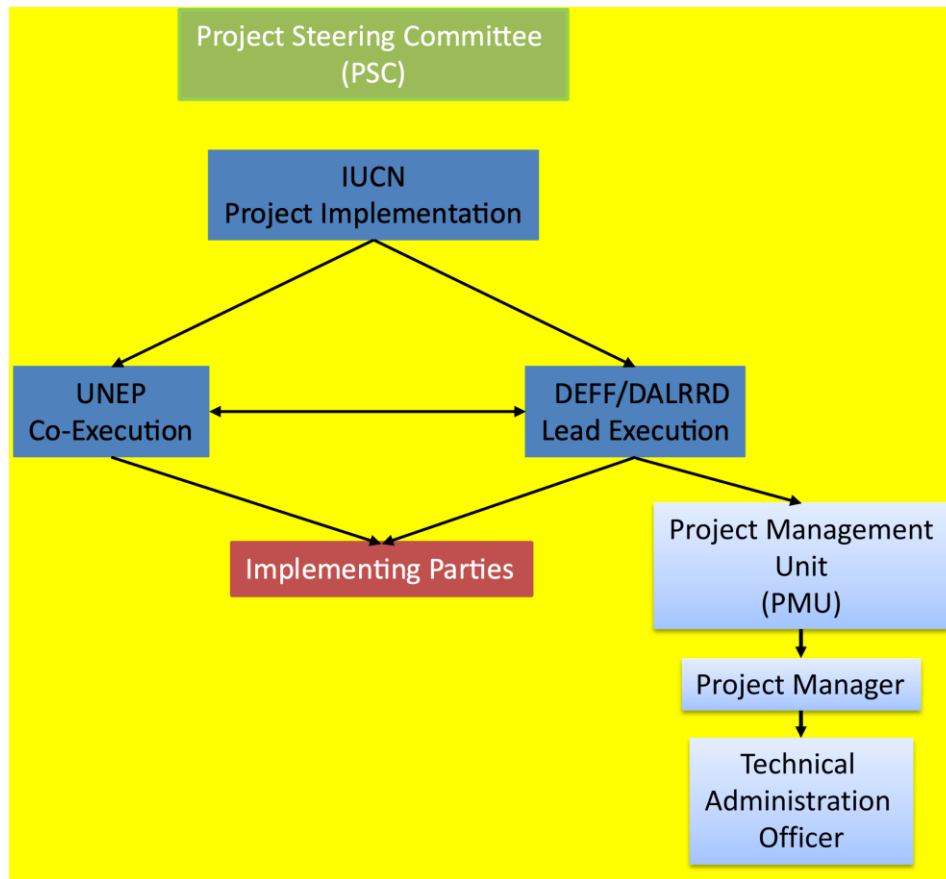 Project Steering Committee
(PSC)
IUCN
Project Implementation
UNEP
Co-Execution
DEFF/DALRRD
Lead Execution
Implementing Parties
Project Management
Unit
(PMU)
Project Manager
Technical
Administration
Officer